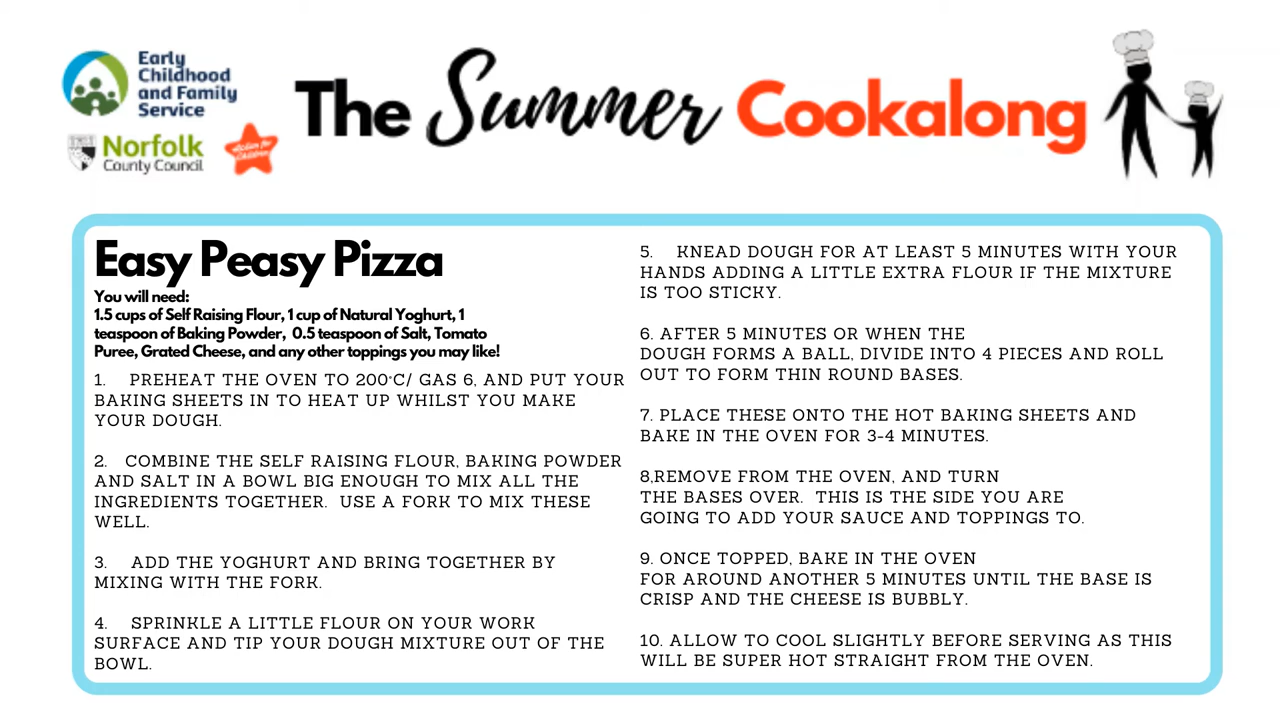 Early
Childhood
and Family
Service
Norfolk
County Council
Action for
Children
The Summer Cookalong
Easy Peasy Pizza
You will need:
1.5 cups of Self Raising Flour, 1 cup of Natural Yoghurt, 1
teaspoon of Baking Powder, 0.5 teaspoon of Salt, Tomato
Puree, Grated Cheese, and any other toppings you may like!
1. PREHEAT THE OVEN TO 200°C/ GAS 6, AND PUT YOUR
BAKING SHEETS IN TO HEAT UP WHILST YOU MAKE
YOUR DOUGH.
2. COMBINE THE SELF RAISING FLOUR, BAKING POWDER
AND SALT IN A BOWL BIG ENOUGH TO MIX ALL THE
INGREDIENTS TOGETHER. USE A FORK TO MIX THESE
WELL.
3. ADD THE YOGHURT AND BRING TOGETHER BY
MIXING WITH THE FORK.
4. SPRINKLE A LITTLE FLOUR ON YOUR WORK
SURFACE AND TIP YOUR DOUGH MIXTURE OUT OF THE
BOWL.
5. KNEAD DOUGH FOR AT LEAST 5 MINUTES WITH YOUR
HANDS ADDING A LITTLE EXTRA FLOUR IF THE MIXTURE
IS TOO STICKY.
6. AFTER 5 MINUTES OR WHEN THE
DOUGH FORMS A BALL, DIVIDE INTO 4 PIECES AND ROLL
OUT TO FORM THIN ROUND BASES.
7. PLACE THESE ONTO THE HOT BAKING SHEETS AND
BAKE IN THE OVEN FOR 3-4 MINUTES.
8,REMOVE FROM THE OVEN, AND TURN
THE BASES OVER. THIS IS THE SIDE YOU ARE
GOING TO ADD YOUR SAUCE AND TOPPINGS TO.
9. ONCE TOPPED, BAKE IN THE OVEN
FOR AROUND ANOTHER 5 MINUTES UNTIL THE BASE IS
CRISP AND THE CHEESE IS BUBBLY.
10. ALLOW TO COOL SLIGHTLY BEFORE SERVING AS THIS
WILL BE SUPER HOT STRAIGHT FROM THE OVEN.